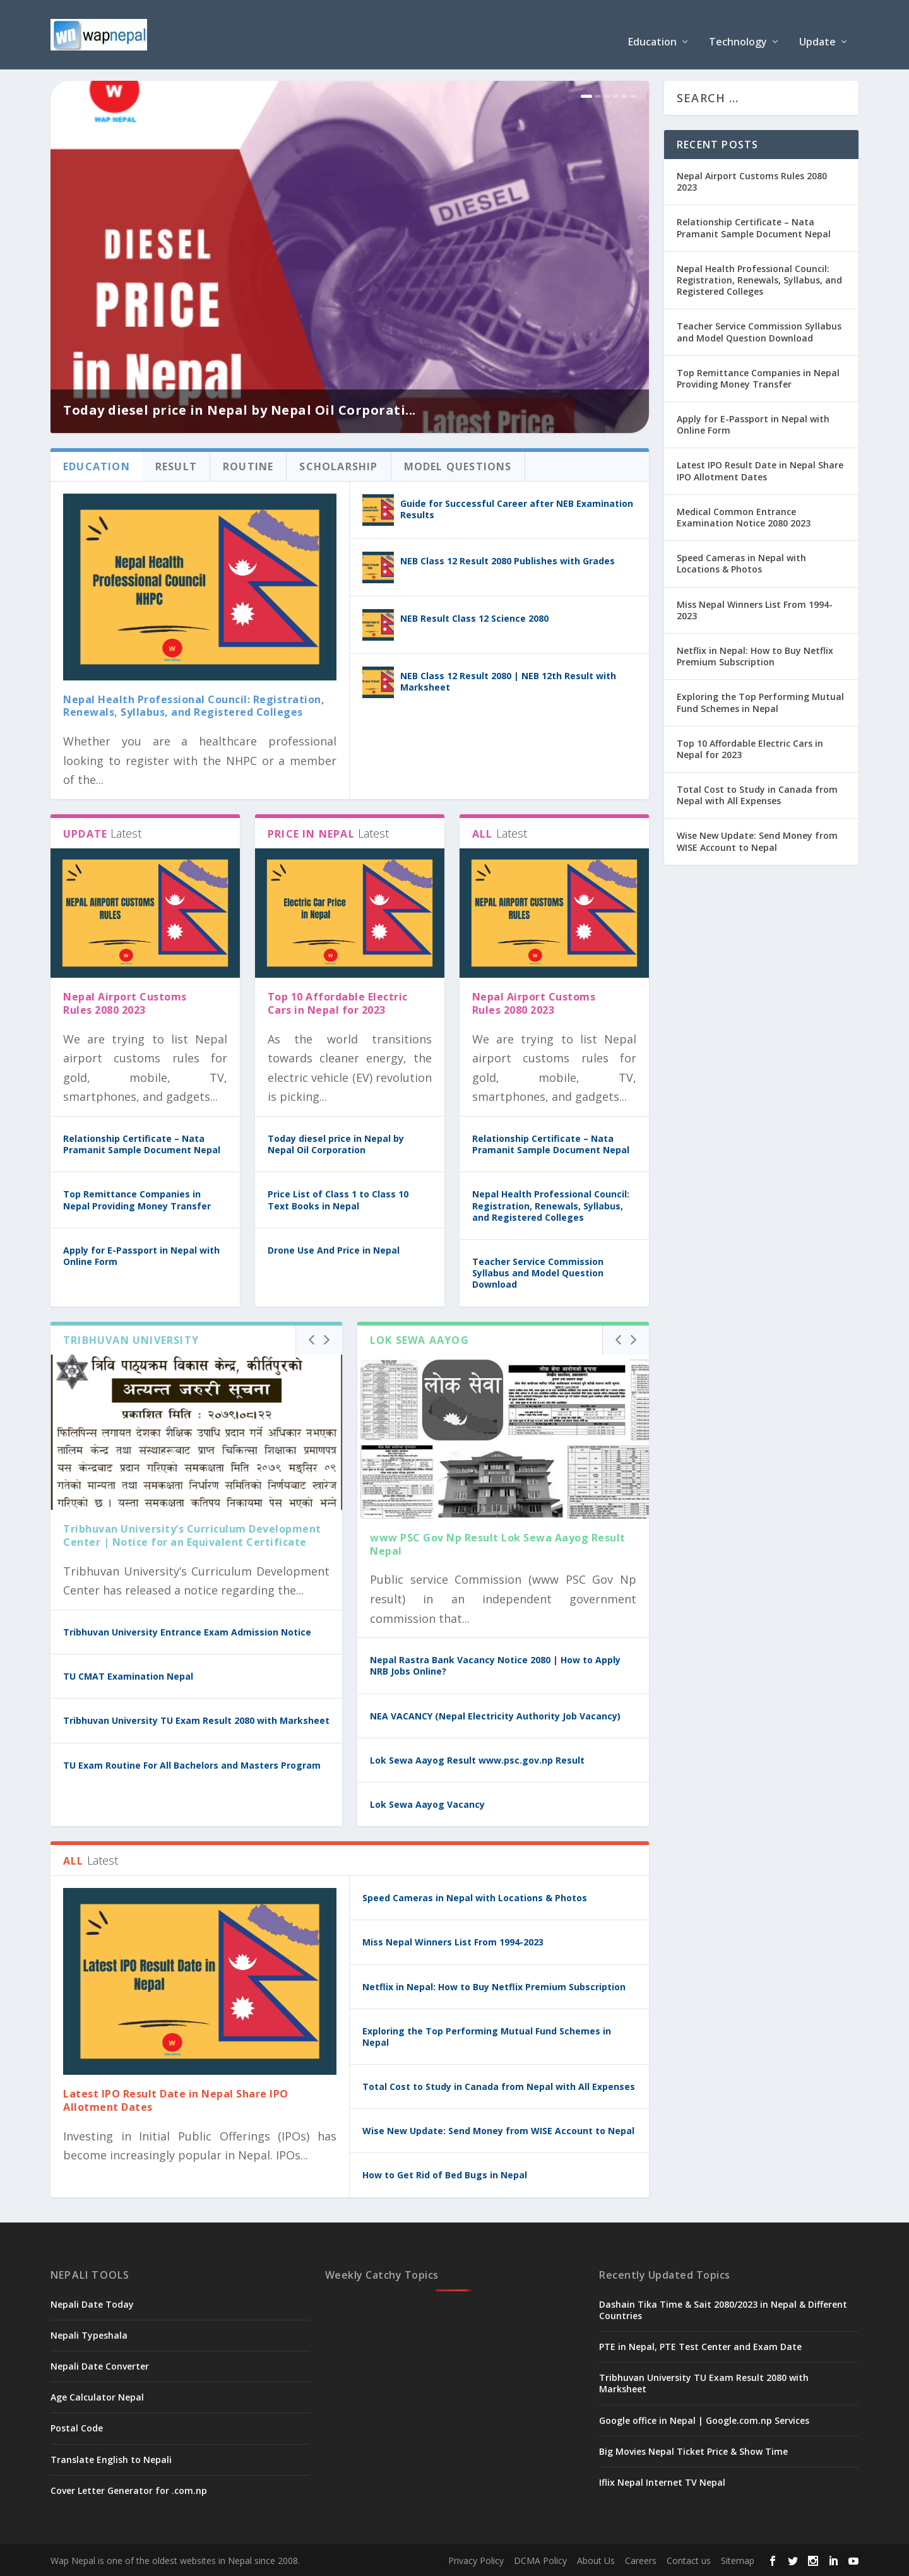 wn wapnepal
Education
Technology
Update
WAP NEPAL
DIESEL
DIESEL
PRICE
in Nepal
Latest Price
Today diesel price in Nepal by Nepal Oil Corporati...
SEARCH ...
RECENT POSTS
Nepal Airport Customs Rules 2080
2023
Relationship Certificate – Nata
Pramanit Sample Document Nepal
Nepal Health Professional Council:
Registration, Renewals, Syllabus, and
Registered Colleges
Teacher Service Commission Syllabus
and Model Question Download
Top Remittance Companies in Nepal
Providing Money Transfer
Apply for E-Passport in Nepal with
Online Form
Latest IPO Result Date in Nepal Share
IPO Allotment Dates
Medical Common Entrance
Examination Notice 2080 2023
Speed Cameras in Nepal with
Locations & Photos
Miss Nepal Winners List From 1994-
2023
Netflix in Nepal: How to Buy Netflix
Premium Subscription
Exploring the Top Performing Mutual
Fund Schemes in Nepal
Top 10 Affordable Electric Cars in
Nepal for 2023
Total Cost to Study in Canada from
Nepal with All Expenses
Wise New Update: Send Money from
WISE Account to Nepal
EDUCATION
RESULT
ROUTINE
SCHOLARSHIP
MODEL QUESTIONS
Nepal Health
Professional Council
NHPC
W
Nepal Health Professional Council: Registration,
Renewals, Syllabus, and Registered Colleges
Whether you are a healthcare professional
looking to register with the NHPC or a member
of the...
Guide for Successful Career after NEB Examination
Results
NEB Class 12 Result 2080 Publishes with Grades
NEB Result Class 12 Science 2080
NEB Class 12 Result 2080 | NEB 12th Result with
Marksheet
UPDATE Latest
NEPAL AIRPORT CUSTOMS
RULES
W
Nepal Airport Customs
Rules 2080 2023
We are trying to list Nepal
airport customs rules for
gold, mobile, TV,
smartphones, and gadgets...
Relationship Certificate – Nata
Pramanit Sample Document Nepal
Top Remittance Companies in
Nepal Providing Money Transfer
Apply for E-Passport in Nepal with
Online Form
PRICE IN NEPAL Latest
Electric Car Price
in Nepal
W
Top 10 Affordable Electric
Cars in Nepal for 2023
As the world transitions
towards cleaner energy, the
electric vehicle (EV) revolution
is picking...
Today diesel price in Nepal by
Nepal Oil Corporation
Price List of Class 1 to Class 10
Text Books in Nepal
Drone Use And Price in Nepal
ALL Latest
NEPAL AIRPORT CUSTOMS
RULES
W
Nepal Airport Customs
Rules 2080 2023
We are trying to list Nepal
airport customs rules for
gold, mobile, TV,
smartphones, and gadgets...
Relationship Certificate – Nata
Pramanit Sample Document Nepal
Nepal Health Professional Council:
Registration, Renewals, Syllabus,
and Registered Colleges
Teacher Service Commission
Syllabus and Model Question
Download
TRIBHUVAN UNIVERSITY
त्रिवि पाठ्यक्रम विकास केन्द्र, कीर्तिपुरको
अत्यन्त जरुरी सूचना
प्रकाशित मिति : २०७९।०८।२२
फिलिपिन्स लगायत देशका शैक्षिक उपाधि प्रदान गर्ने अधिकार नभएका
तालिम केन्द्र तथा संस्थाहरूबाट प्राप्त चिकित्सा शिक्षाका प्रमाणपत्र
यस केन्द्रबाट प्रदान गरिएको समकक्षता मिति २०७९ मङ्सिर ०९
गतेको मान्यता तथा समकक्षता निर्धारण समितिको निर्णयबाट खारेज
गरिएको छ । यस्ता समकक्षता कतिपय निकायमा पेस भएको भन्ने
Tribhuvan University's Curriculum Development
Center | Notice for an Equivalent Certificate
Tribhuvan University's Curriculum Development
Center has released a notice regarding the...
Tribhuvan University Entrance Exam Admission Notice
TU CMAT Examination Nepal
Tribhuvan University TU Exam Result 2080 with Marksheet
TU Exam Routine For All Bachelors and Masters Program
LOK SEWA AAYOG
लोक सेवा
www PSC Gov Np Result Lok Sewa Aayog Result
Nepal
Public service Commission (www PSC Gov Np
result) in an independent government
commission that...
Nepal Rastra Bank Vacancy Notice 2080 | How to Apply
NRB Jobs Online?
NEA VACANCY (Nepal Electricity Authority Job Vacancy)
Lok Sewa Aayog Result www.psc.gov.np Result
Lok Sewa Aayog Vacancy
ALL Latest
Latest IPO Result Date in
Nepal
W
Latest IPO Result Date in Nepal Share IPO
Allotment Dates
Investing in Initial Public Offerings (IPOs) has
become increasingly popular in Nepal. IPOs...
Speed Cameras in Nepal with Locations & Photos
Miss Nepal Winners List From 1994-2023
Netflix in Nepal: How to Buy Netflix Premium Subscription
Exploring the Top Performing Mutual Fund Schemes in
Nepal
Total Cost to Study in Canada from Nepal with All Expenses
Wise New Update: Send Money from WISE Account to Nepal
How to Get Rid of Bed Bugs in Nepal
NEPALI TOOLS
Nepali Date Today
Nepali Typeshala
Nepali Date Converter
Age Calculator Nepal
Postal Code
Translate English to Nepali
Cover Letter Generator for .com.np
Weekly Catchy Topics
Recently Updated Topics
Dashain Tika Time & Sait 2080/2023 in Nepal & Different
Countries
PTE in Nepal, PTE Test Center and Exam Date
Tribhuvan University TU Exam Result 2080 with
Marksheet
Google office in Nepal | Google.com.np Services
Big Movies Nepal Ticket Price & Show Time
Iflix Nepal Internet TV Nepal
Wap Nepal is one of the oldest websites in Nepal since 2008.
Privacy Policy
DCMA Policy
About Us
Careers
Contact us
Sitemap